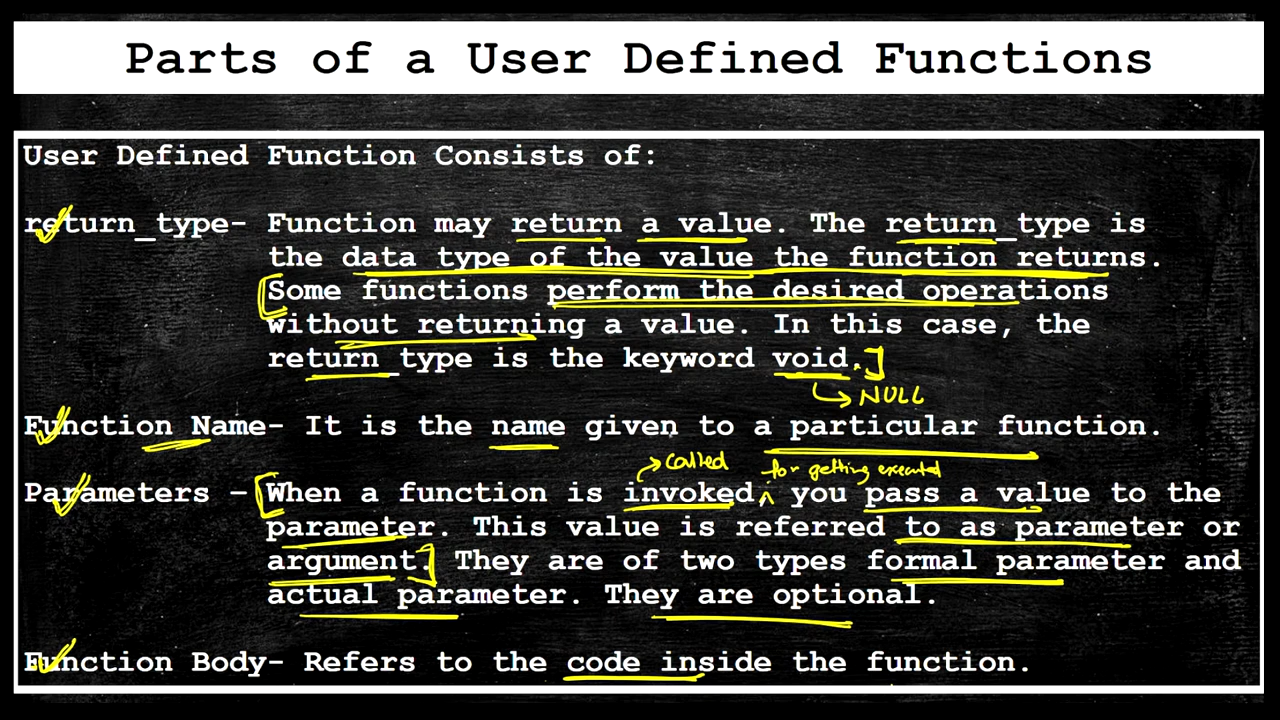 Parts of a User Defined Functions
User Defined Function Consists of:
return_type- Function may return a value. The return_type is
the data type of the value the function returns.
Some functions perform the desired operations
without returning a value. In this case, the
return_type is the keyword void.
NULL
Function Name- It is the name given to a particular function.
called for getting executed
Parameters - When a function is invoked, you pass a value to the
parameter. This value is referred to as parameter or
argument. They are of two types formal parameter and
actual parameter. They are optional.
Function Body- Refers to the code inside the function.